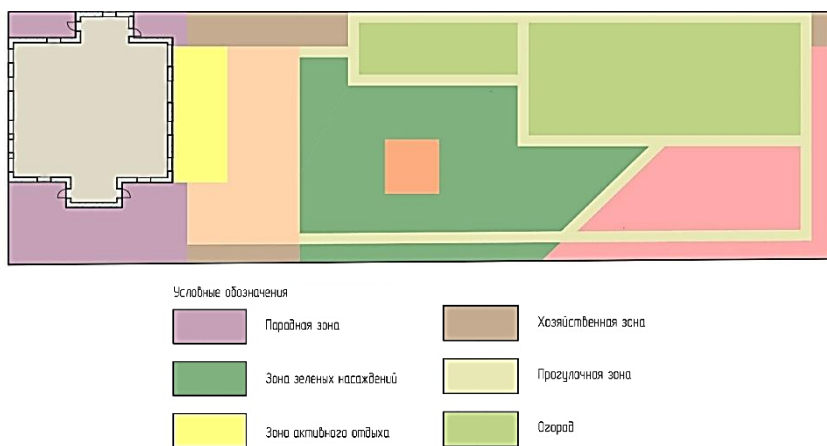 Условные обозначения
Парадная зона
Хозяйственная зона
Зона зеленых насаждений
Прогулочная зона
Зона активного отдыха
Огород